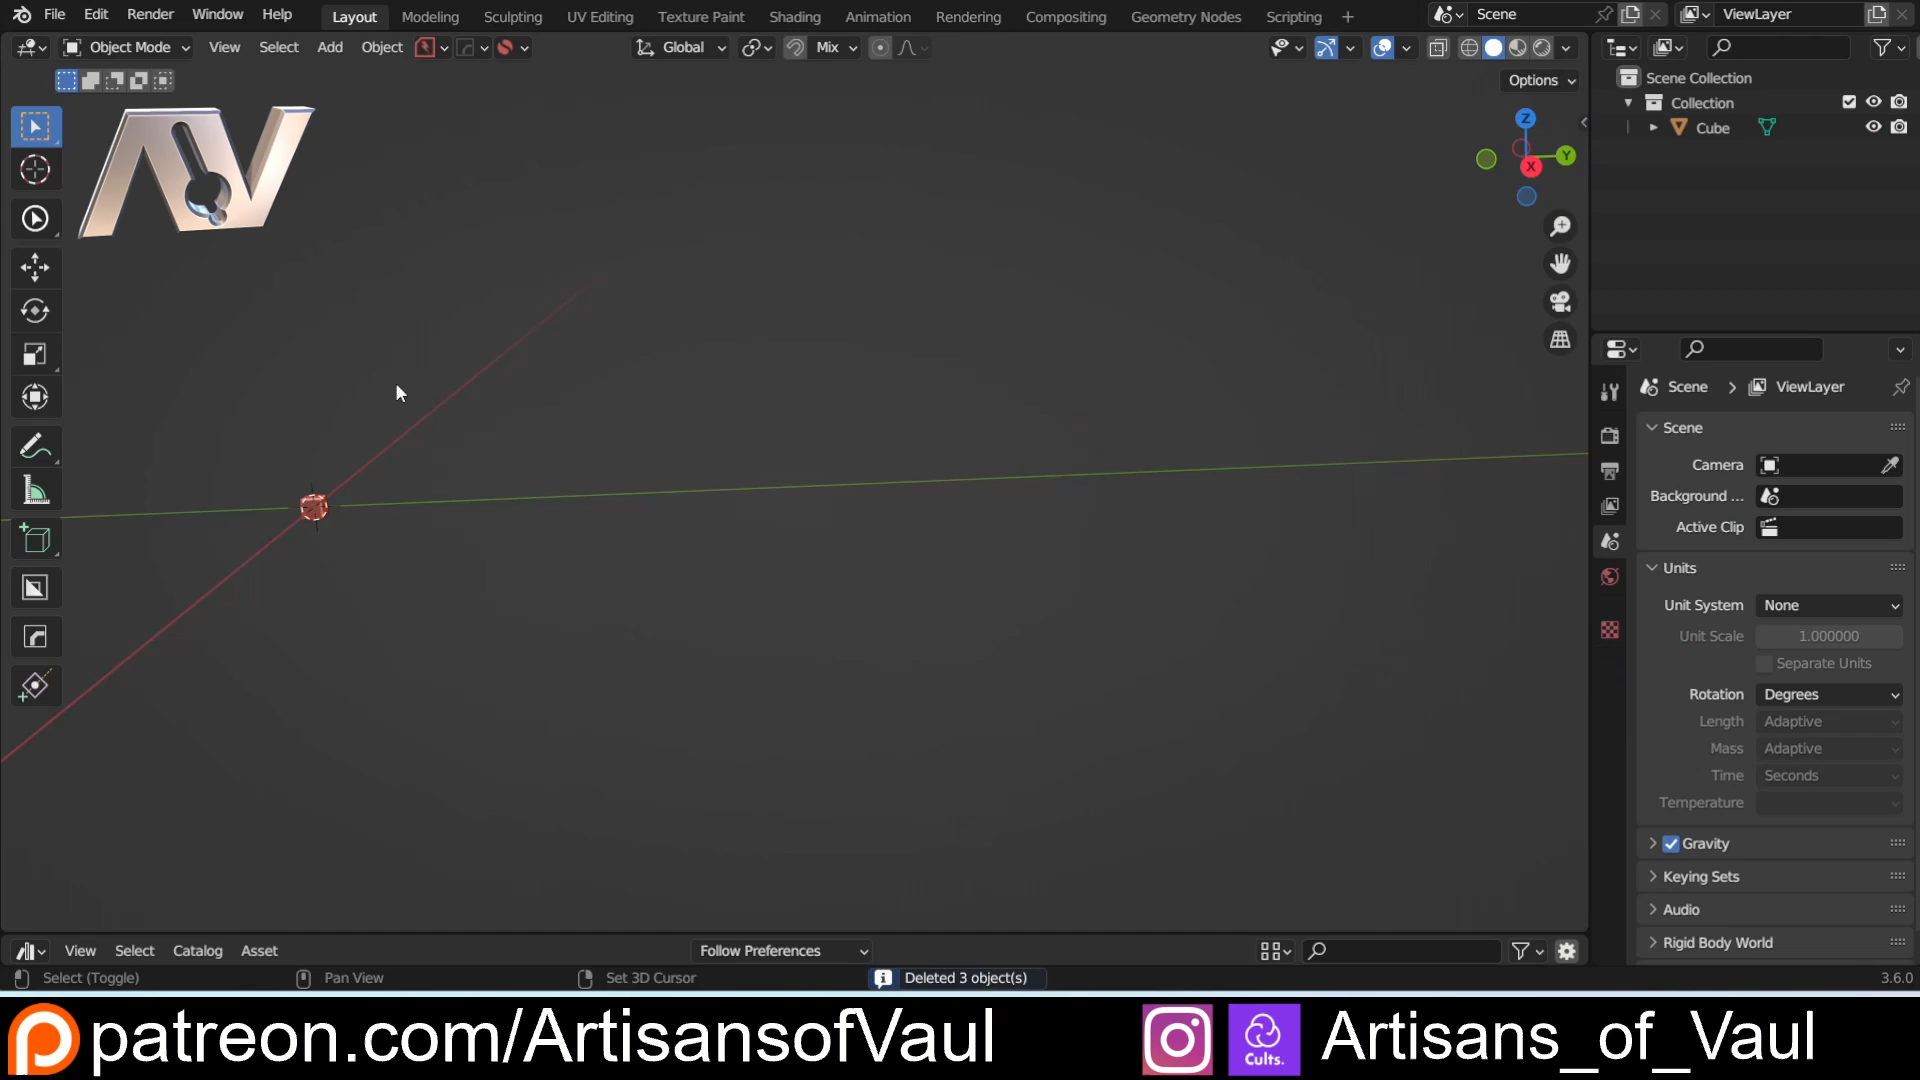 File Edit Render Window Help Layout Modeling Sculpting UV Editing Texture Paint Shading Animation Rendering Compositing Geometry Nodes Scripting + Scene ViewLayer
Object Mode View Select Add Object Global Mix
Options
Scene Collection
Collection
Cube
Z
Y
X
AV
Scene > ViewLayer
Scene
Camera
Background ...
Active Clip
Units
Unit System None
Unit Scale 1.000000
Separate Units
Rotation Degrees
Length Adaptive
Mass Adaptive
Time Seconds
Temperature
Gravity
Keying Sets
Audio
Rigid Body World
View Select Catalog Asset Follow Preferences
Select (Toggle) Pan View Set 3D Cursor Deleted 3 object(s) 3.6.0
patreon.com/ArtisansofVaul Cults. Artisans_of_Vaul